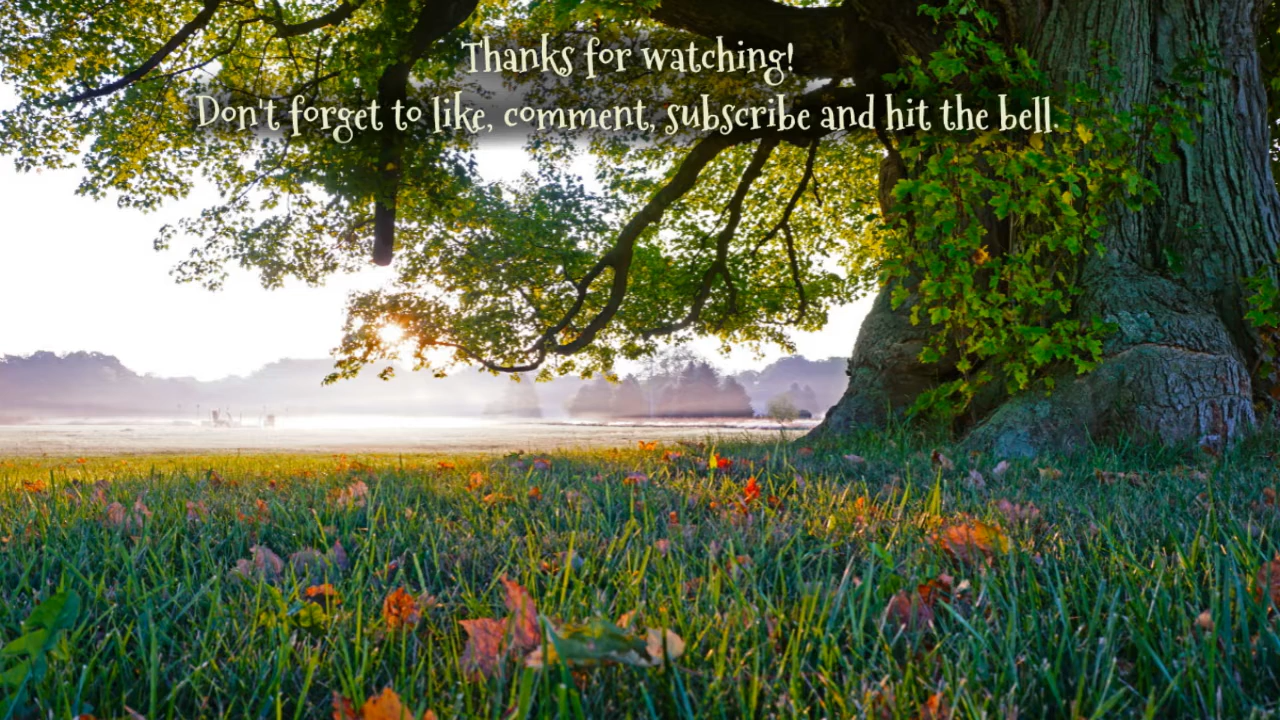 Thanks for watching!
Don't forget to like, comment, subscribe and hit the bell.